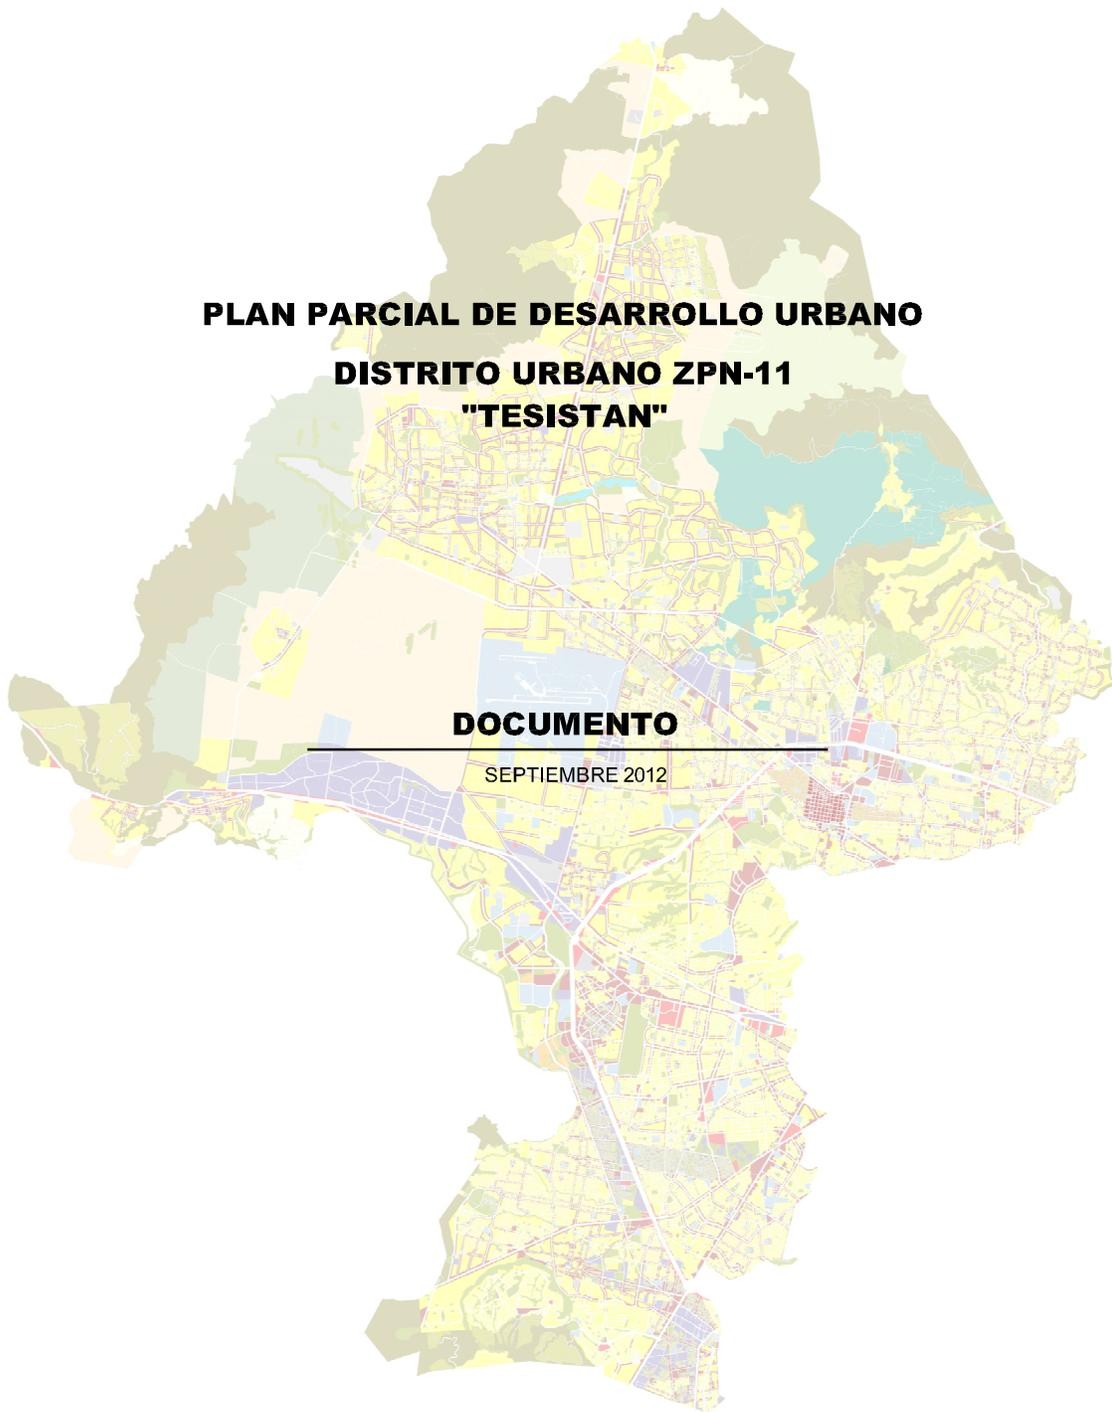 PLAN PARCIAL DE DESARROLLO URBANO
DISTRITO URBANO ZPN-11
"TESISTAN"
DOCUMENTO
SEPTIEMBRE 2012